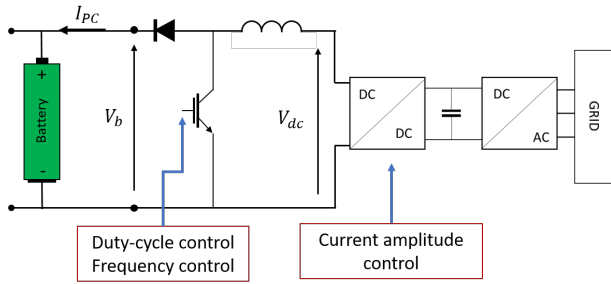 I_PC
+
Battery
-
V_b
V_dc
DC
DC
DC
AC
GRID
Duty-cycle control
Frequency control
Current amplitude
control